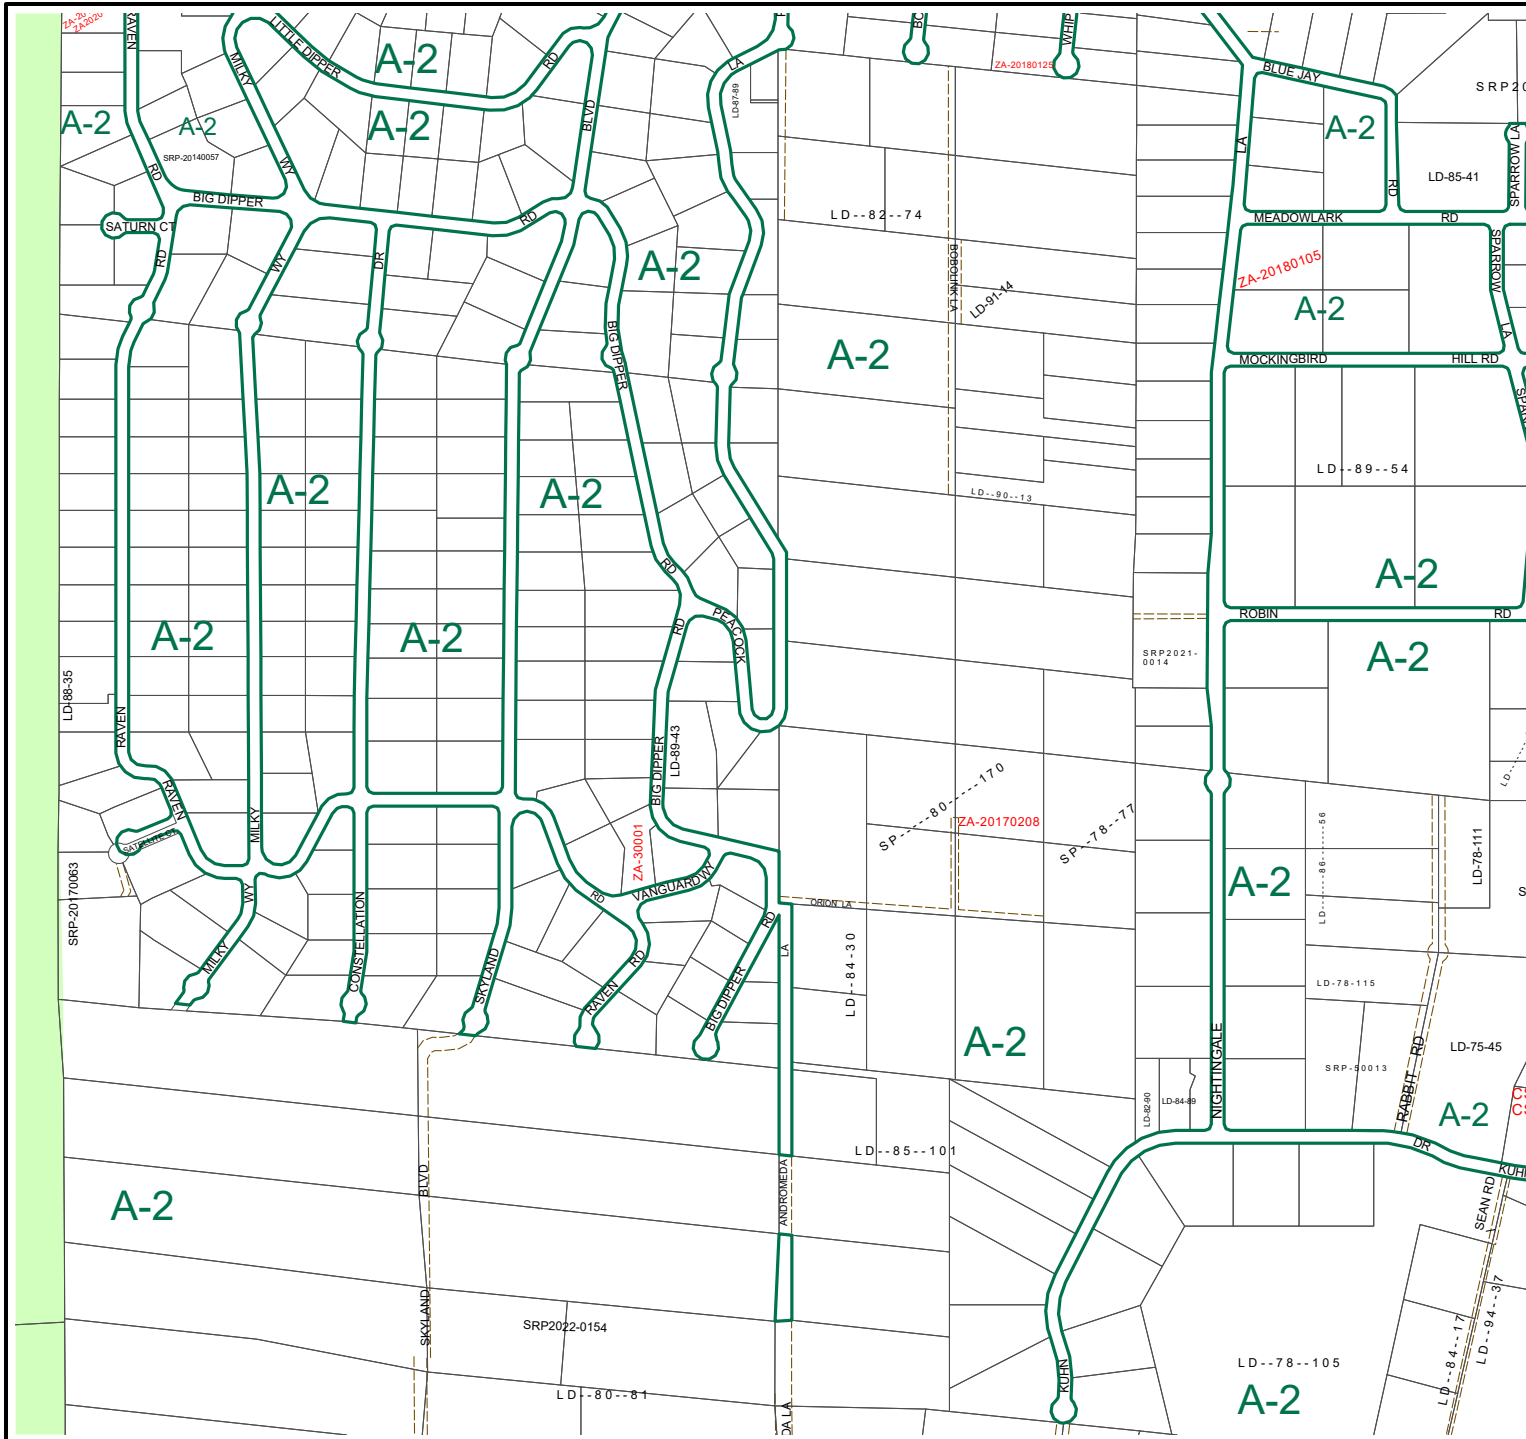 ZA2020
RAVEN
LITTLE DIPPER
RD
A-2
MILKY
BLVD
LA
LD-87-89
ZA-20180125
WHIP
BLUE JAY
A-2
A-2
A-2
SRP-20140057
A-2
LA
SPARROW LA
RD
WY
LD-85-41
RD
BIG DIPPER
RD
SATURN CT
LD--82--74
MEADOWLARK
RD
RD
WY
DR
A-2
BOBOLINK LA
SPARROW
ZA-20180105
LD-91-14
A-2
LA
BIG DIPPER
A-2
MOCKINGBIRD
HILL RD
A-2
A-2
LD--89--54
LD--90--13
RD
A-2
PEACOCK
RD
ROBIN
RD
A-2
A-2
SRP2021-
0014
A-2
LD-88-35
RAVEN
BIG DIPPER
LD-89-43
SP-----80-----170
RAVEN
MILKY
ZA-20170208
SP--78--77
SATELLITE CT
ZA-30001
LD------86------56
LD-78-111
SRP-20170063
WY
RD
VANGUARD WY
A-2
ORION LA
RD
LA
CONSTELLATION
MILKY
SKYLAND
RAVEN
RD
BIG DIPPER
LD--84-30
LD-78-115
A-2
NIGHTINGALE
RABBIT RD
LD-75-45
SRP-50013
LD-82-90
LD-84-89
A-2
DR
LD--85--101
KUHN
BLVD
ANDROMEDA
A-2
SEAN RD
SKYLAND
SRP2022-0154
LD--94--37
LD--84--17
LD--78--105
KUHN
LD--80--81
A-2
DA LA